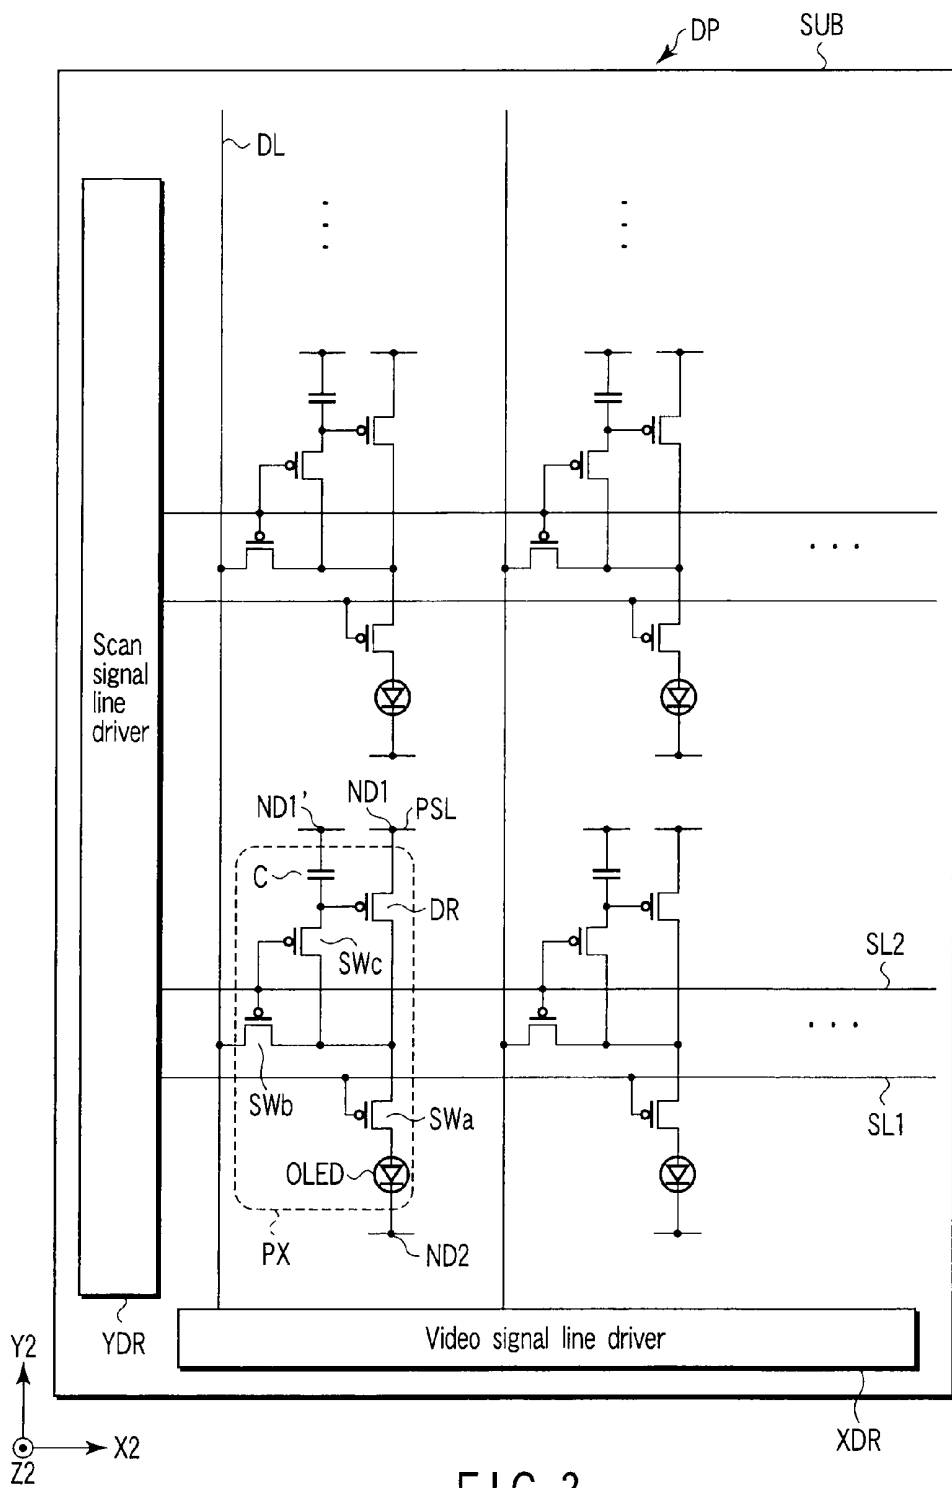 DP
SUB
DL
Scan
signal
line
driver
ND1'
ND1
PSL
C
DR
SWc
SL2
SWb
SWa
SL1
OLED
PX
ND2
YDR
Video signal line driver
XDR
Y2
X2
Z2